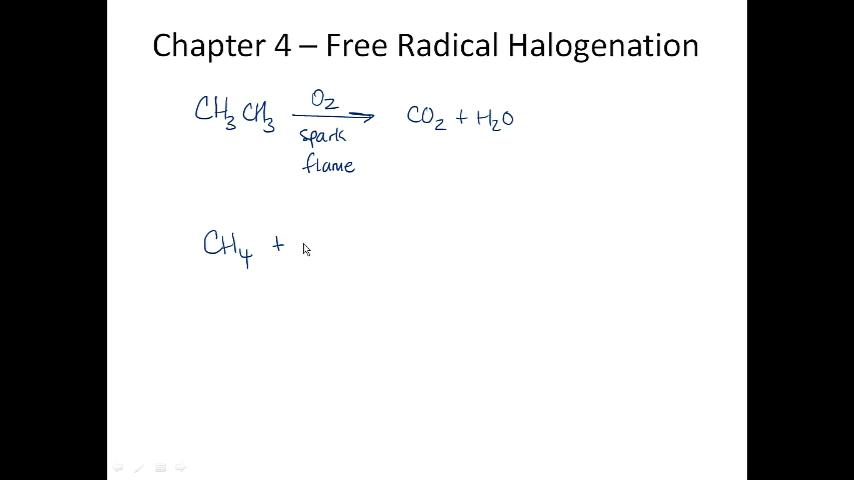 Chapter 4 – Free Radical Halogenation
CH₃CH₃ O₂ → CO₂ + H₂O
spark
flame
CH₄ +